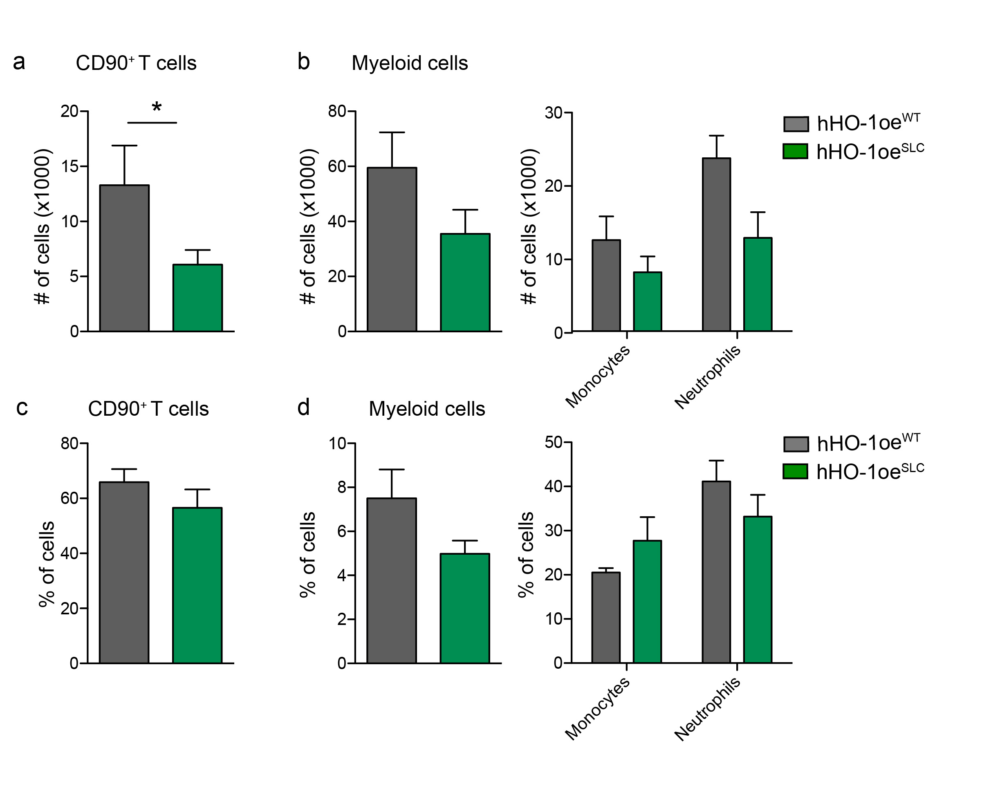 a CD90⁺ T cells
*
# of cells (x1000)
20
15
10
5
0
b Myeloid cells
# of cells (x1000)
80
60
40
20
0
# of cells (x1000)
30
20
10
0
Monocytes
Neutrophils
hHO-1oeᵂᵀ
hHO-1oeSLC
c CD90⁺ T cells
% of cells
80
60
40
20
0
d Myeloid cells
% of cells
10
8
6
4
2
0
% of cells
50
40
30
20
10
0
Monocytes
Neutrophils
hHO-1oeᵂᵀ
hHO-1oeSLC